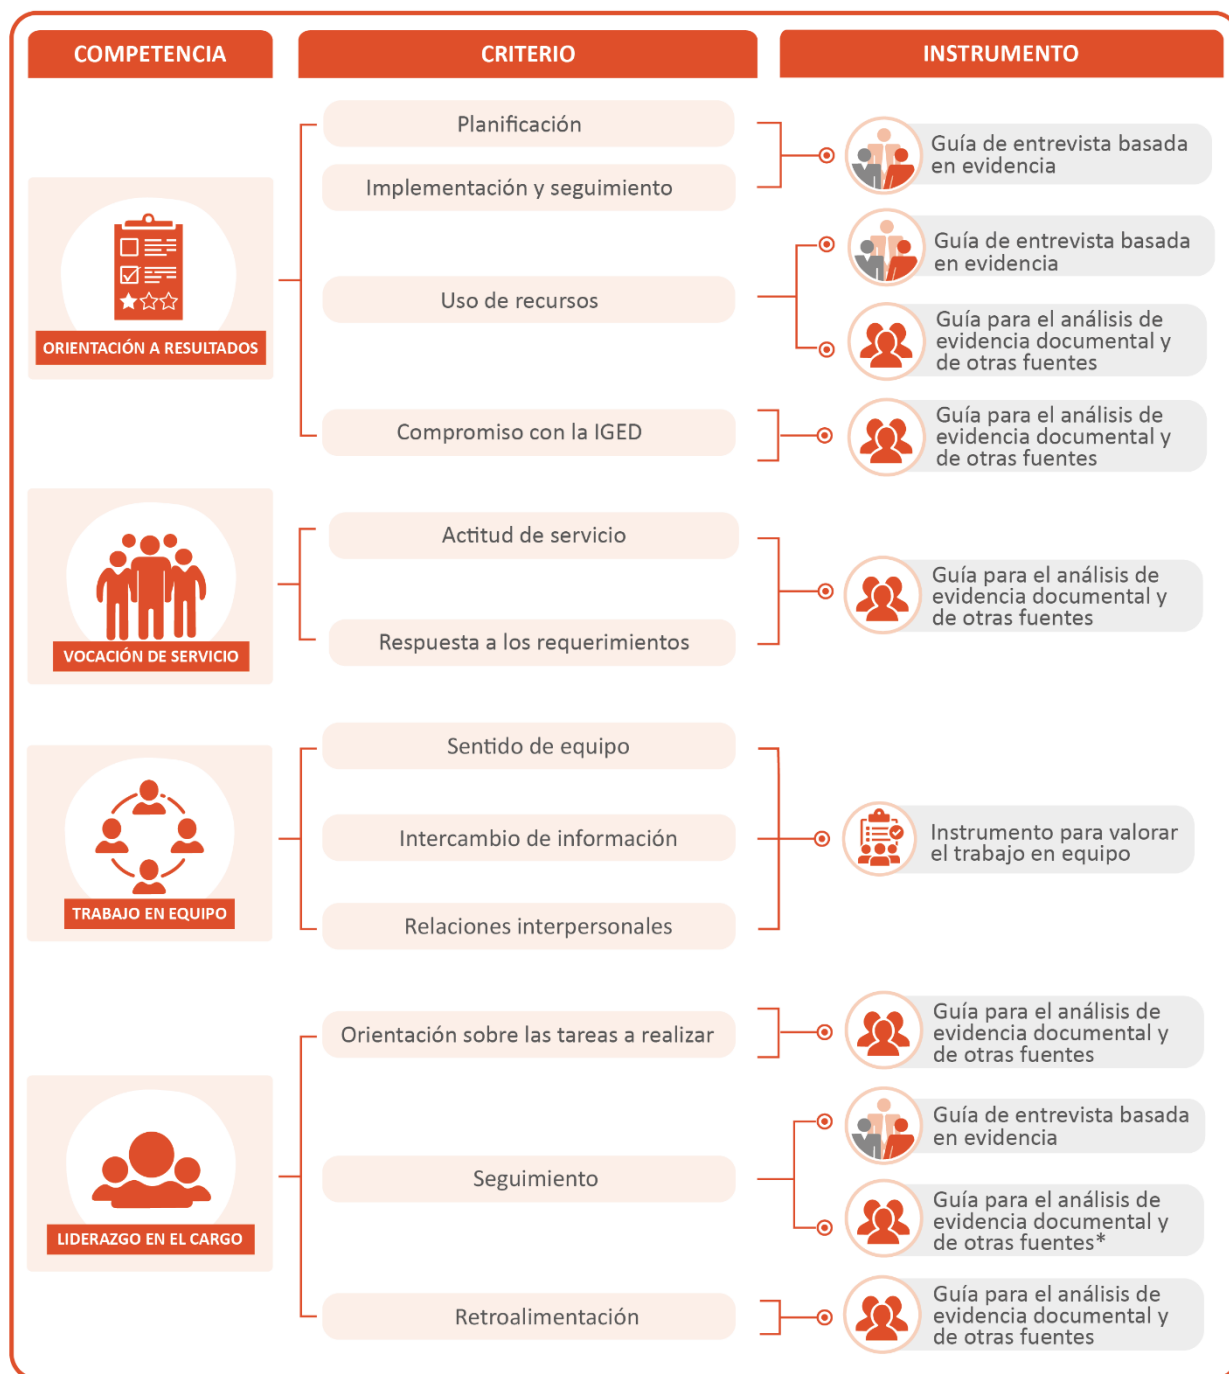 COMPETENCIA
CRITERIO
INSTRUMENTO
ORIENTACIÓN A RESULTADOS
Planificación
Implementación y seguimiento
Guía de entrevista basada
en evidencia
Uso de recursos
Guía de entrevista basada
en evidencia
Guía para el análisis de
evidencia documental y
de otras fuentes
Compromiso con la IGED
Guía para el análisis de
evidencia documental y
de otras fuentes
VOCACIÓN DE SERVICIO
Actitud de servicio
Respuesta a los requerimientos
Guía para el análisis de
evidencia documental y
de otras fuentes
TRABAJO EN EQUIPO
Sentido de equipo
Intercambio de información
Relaciones interpersonales
Instrumento para valorar
el trabajo en equipo
LIDERAZGO EN EL CARGO
Orientación sobre las tareas a realizar
Guía para el análisis de
evidencia documental y
de otras fuentes
Seguimiento
Guía de entrevista basada
en evidencia
Guía para el análisis de
evidencia documental y
de otras fuentes*
Retroalimentación
Guía para el análisis de
evidencia documental y
de otras fuentes